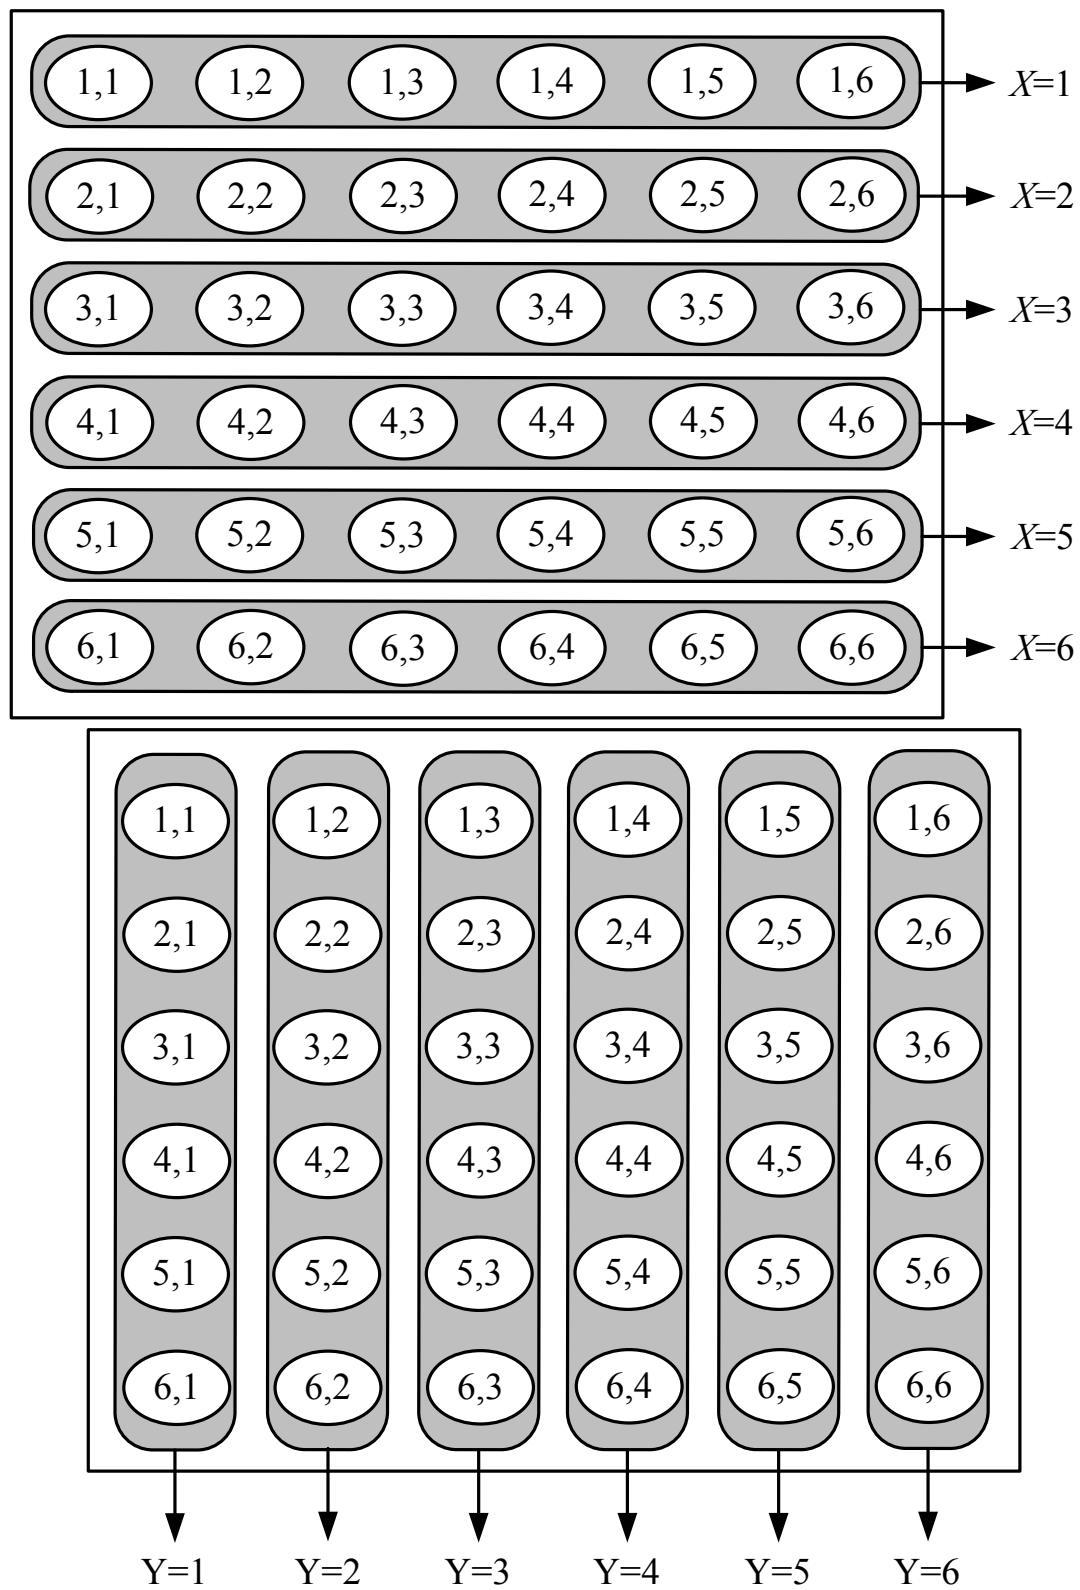 1,1 1,2 1,3 1,4 1,5 1,6 X=1
2,1 2,2 2,3 2,4 2,5 2,6 X=2
3,1 3,2 3,3 3,4 3,5 3,6 X=3
4,1 4,2 4,3 4,4 4,5 4,6 X=4
5,1 5,2 5,3 5,4 5,5 5,6 X=5
6,1 6,2 6,3 6,4 6,5 6,6 X=6
1,1 1,2 1,3 1,4 1,5 1,6
2,1 2,2 2,3 2,4 2,5 2,6
3,1 3,2 3,3 3,4 3,5 3,6
4,1 4,2 4,3 4,4 4,5 4,6
5,1 5,2 5,3 5,4 5,5 5,6
6,1 6,2 6,3 6,4 6,5 6,6
Y=1 Y=2 Y=3 Y=4 Y=5 Y=6